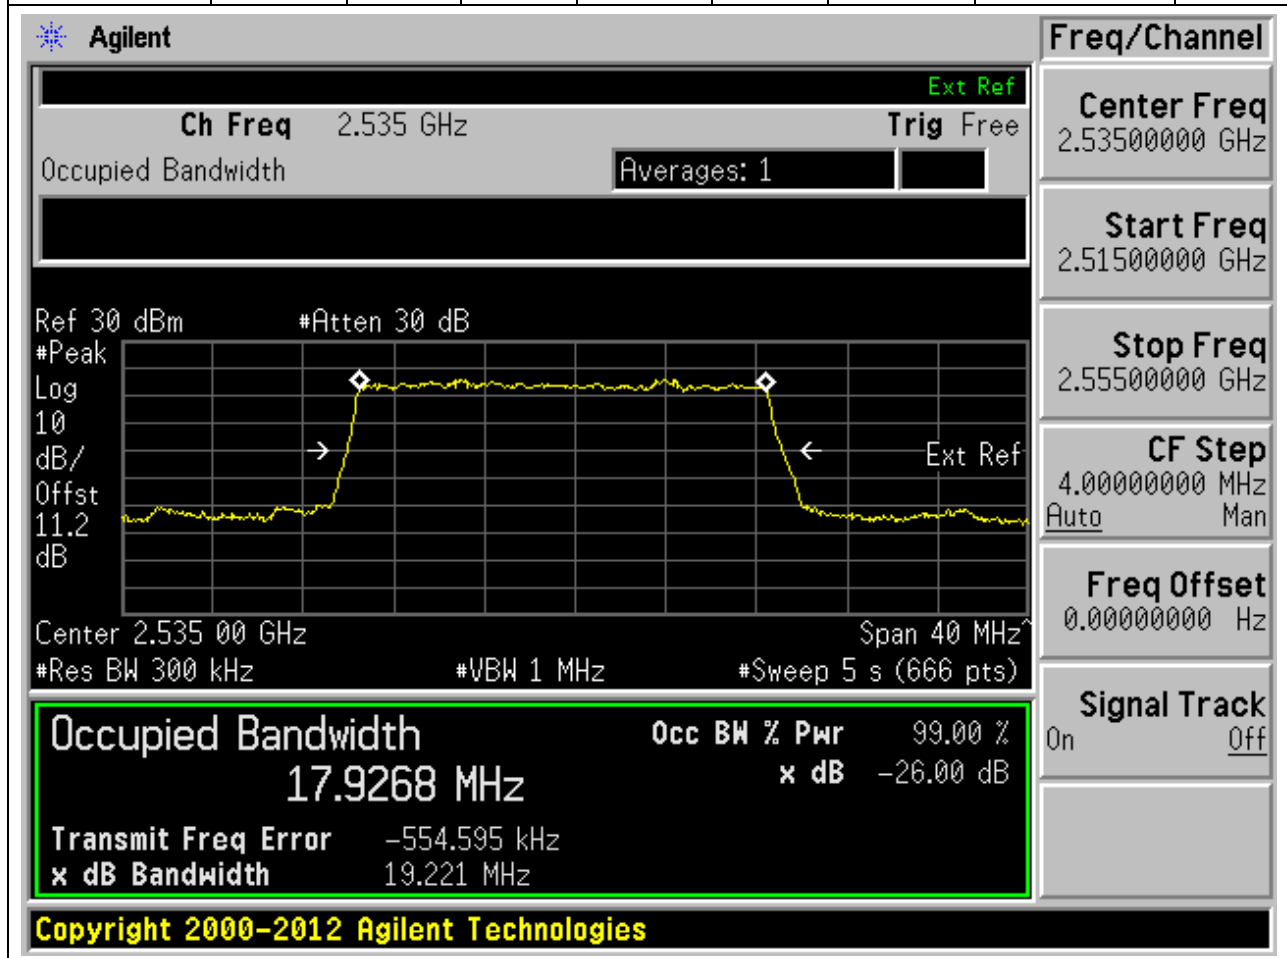 Agilent
Freq/Channel
Ext Ref
Ch Freq 2.535 GHz Trig Free
Occupied Bandwidth Averages: 1
Center Freq
2.53500000 GHz
Start Freq
2.51500000 GHz
Stop Freq
2.55500000 GHz
CF Step
4.00000000 MHz
Auto Man
Freq Offset
0.00000000 Hz
Signal Track
On Off
Ref 30 dBm #Atten 30 dB
#Peak
Log
10
dB/
Offst
11.2
dB
Ext Ref
Center 2.535 00 GHz Span 40 MHz^
#Res BW 300 kHz #VBW 1 MHz #Sweep 5 s (666 pts)
Occupied Bandwidth Occ BW % Pwr 99.00 %
17.9268 MHz x dB -26.00 dB
Transmit Freq Error -554.595 kHz
x dB Bandwidth 19.221 MHz
Copyright 2000-2012 Agilent Technologies